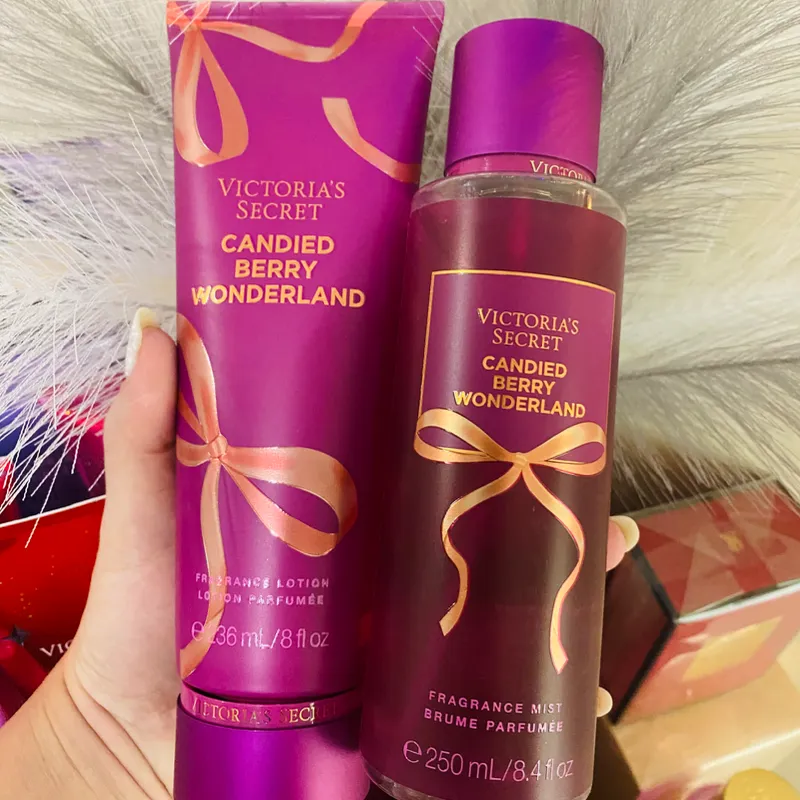 VICTORIA'S
SECRET
CANDIED
BERRY
WONDERLAND
FRAGRANCE LOTION
LOTION PARFUMÉE
℮ 236 mL/8 fl oz
VICTORIA'S SECRET
VICTORIA
VICTORIA'S
SECRET
CANDIED
BERRY
WONDERLAND
FRAGRANCE MIST
BRUME PARFUMÉE
℮ 250 mL/8.4 fl oz
VIC